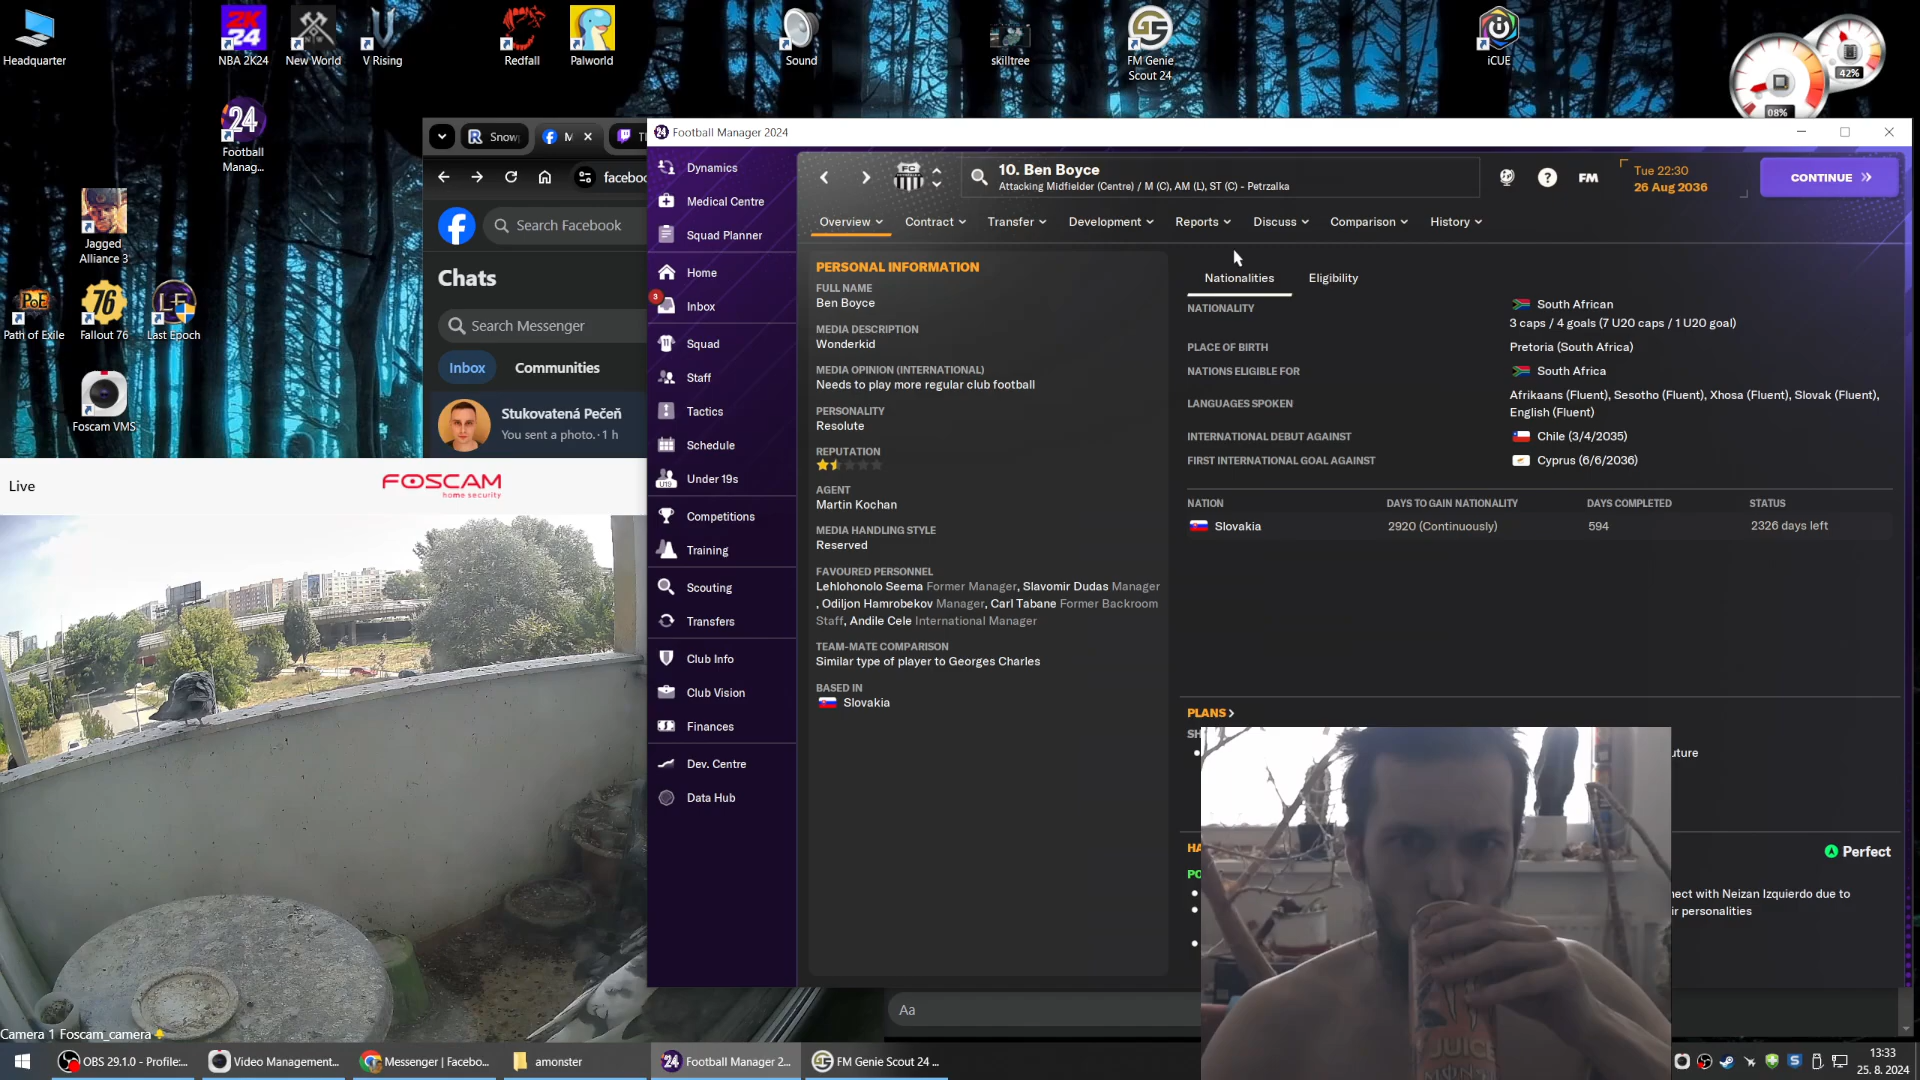 Headquarter
NBA 2K24
New World
V Rising
Redfall
Palworld
Sound
skilltree
FM Genie
Scout 24
iCUE
42%
08%
24
Football
Manag...
Jagged
Alliance 3
Path of Exile
Fallout 76
Last Epoch
Foscam VMS
Snow
M
Football Manager 2024
facebo
Search Facebook
Chats
Search Messenger
Inbox
Communities
Stukovatená Pečeň
You sent a photo. · 1 h
Live
FOSCAM
home security
Camera 1 Foscam_camera
Dynamics
Medical Centre
Squad Planner
Home
3
Inbox
Squad
Staff
Tactics
Schedule
Under 19s
Competitions
Training
Scouting
Transfers
Club Info
Club Vision
Finances
Dev. Centre
Data Hub
10. Ben Boyce
Attacking Midfielder (Centre) / M (C), AM (L), ST (C) - Petrzalka
FM
Tue 22:30
26 Aug 2036
CONTINUE
Overview
Contract
Transfer
Development
Reports
Discuss
Comparison
History
PERSONAL INFORMATION
FULL NAME
Ben Boyce
MEDIA DESCRIPTION
Wonderkid
MEDIA OPINION (INTERNATIONAL)
Needs to play more regular club football
PERSONALITY
Resolute
REPUTATION
AGENT
Martin Kochan
MEDIA HANDLING STYLE
Reserved
FAVOURED PERSONNEL
Lehlohonolo Seema Former Manager, Slavomir Dudas Manager
, Odiljon Hamrobekov Manager, Carl Tabane Former Backroom
Staff, Andile Cele International Manager
TEAM-MATE COMPARISON
Similar type of player to Georges Charles
BASED IN
Slovakia
Nationalities
Eligibility
NATIONALITY
South African
3 caps / 4 goals (7 U20 caps / 1 U20 goal)
PLACE OF BIRTH
Pretoria (South Africa)
NATIONS ELIGIBLE FOR
South Africa
LANGUAGES SPOKEN
Afrikaans (Fluent), Sesotho (Fluent), Xhosa (Fluent), Slovak (Fluent),
English (Fluent)
INTERNATIONAL DEBUT AGAINST
Chile (3/4/2035)
FIRST INTERNATIONAL GOAL AGAINST
Cyprus (6/6/2036)
NATION
DAYS TO GAIN NATIONALITY
DAYS COMPLETED
STATUS
Slovakia
2920 (Continuously)
594
2326 days left
PLANS
SH
uture
HA
Perfect
PO
nect with Neizan Izquierdo due to
ir personalities
JUICE
Aa
OBS 29.1.0 - Profile:...
Video Management...
Messenger | Facebo...
amonster
Football Manager 2...
FM Genie Scout 24 ...
13:33
25. 8. 2024